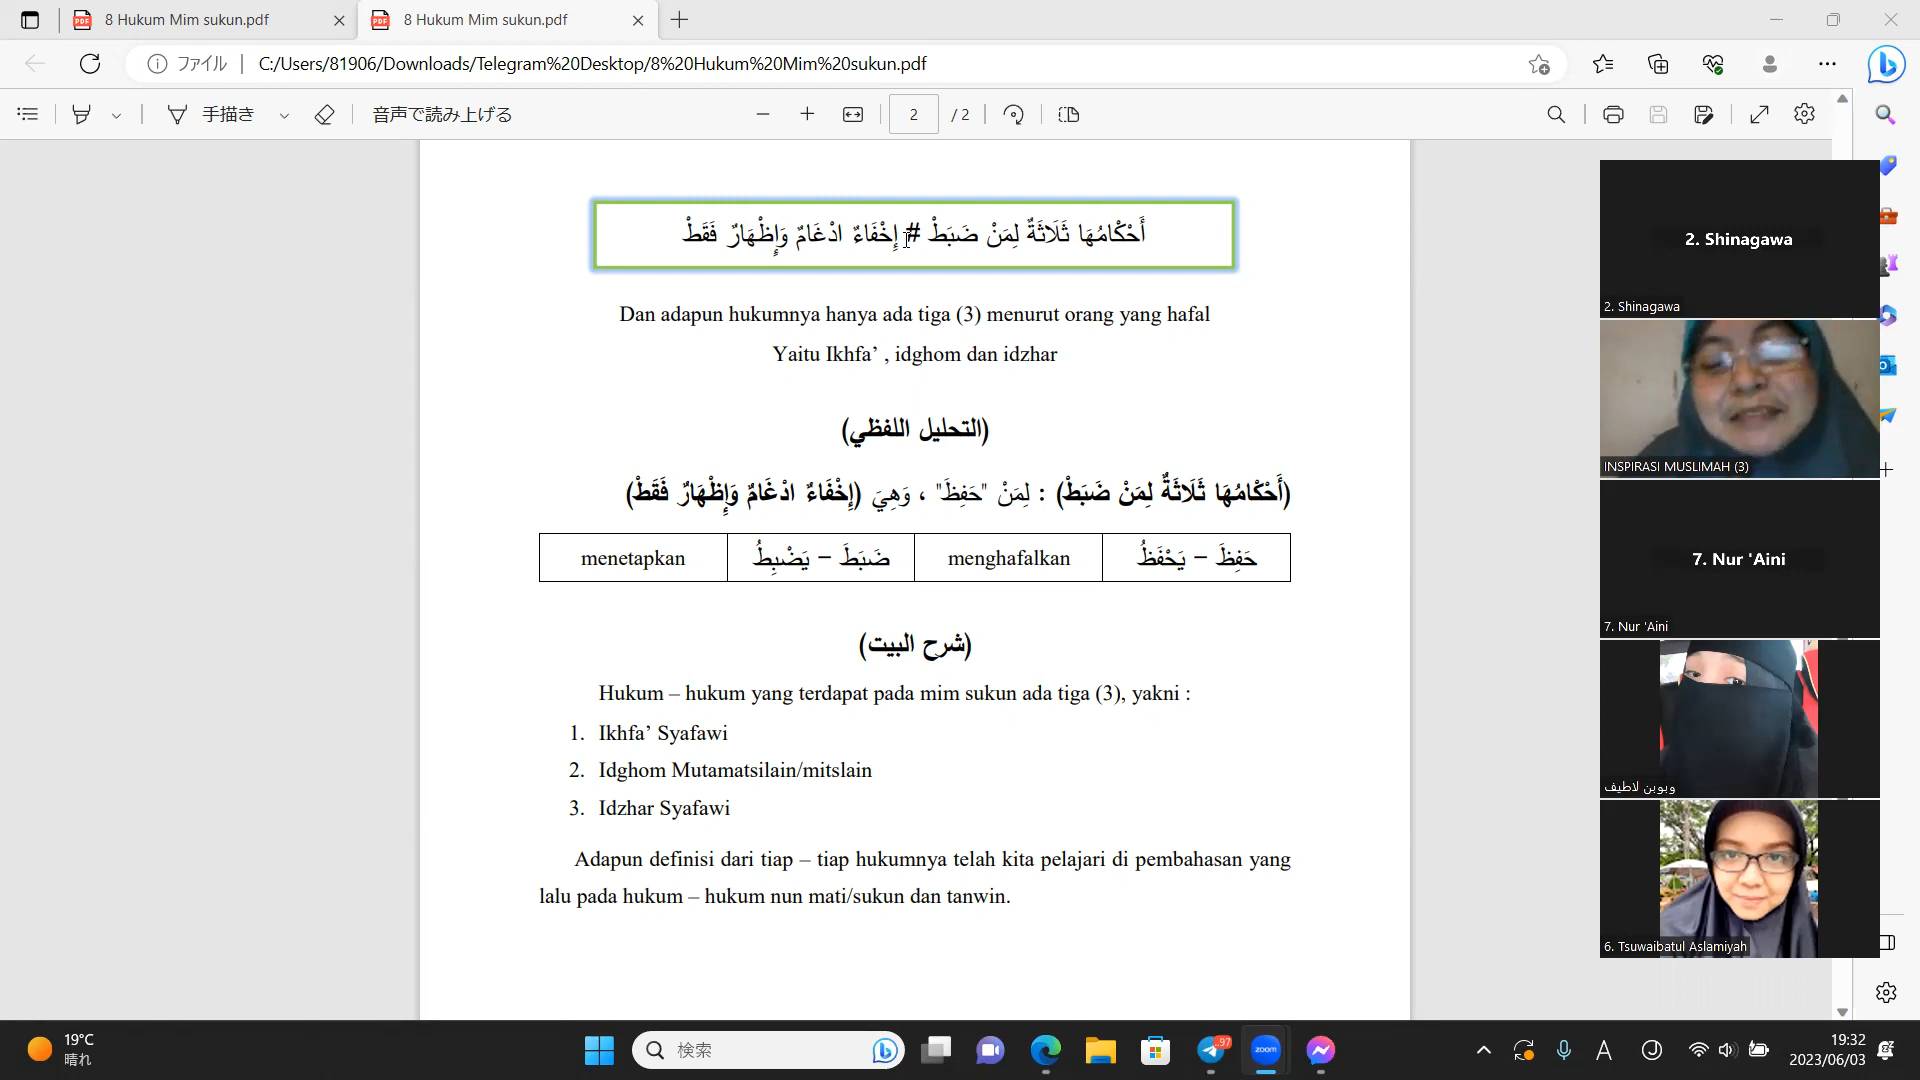 8 Hukum Mim sukun.pdf
8 Hukum Mim sukun.pdf
ファイル
C:/Users/81906/Downloads/Telegram%20Desktop/8%20Hukum%20Mim%20sukun.pdf
手描き
音声で読み上げる
2 / 2
أَحْكَامُهَا ثَلَاثَةٌ لِمَنْ ضَبَطْ # إِخْفَاءٌ ادْغَامٌ وَإِظْهَارٌ فَقَطْ
Dan adapun hukumnya hanya ada tiga (3) menurut orang yang hafal
Yaitu Ikhfa’ , idghom dan idzhar
(التحليل اللفظي)
(أَحْكَامُهَا ثَلَاثَةٌ لِمَنْ ضَبَطْ) : لِمَنْ "حَفِظَ" ، وَهِيَ (إِخْفَاءٌ ادْغَامٌ وَإِظْهَارٌ فَقَطْ)
menetapkan ضَبَطَ – يَضْبِطُ menghafalkan حَفِظَ – يَحْفَظُ
(شرح البيت)
Hukum – hukum yang terdapat pada mim sukun ada tiga (3), yakni :
1. Ikhfa’ Syafawi
2. Idghom Mutamatsilain/mitslain
3. Idzhar Syafawi
Adapun definisi dari tiap – tiap hukumnya telah kita pelajari di pembahasan yang
lalu pada hukum – hukum nun mati/sukun dan tanwin.
2. Shinagawa
2. Shinagawa
INSPIRASI MUSLIMAH (3)
7. Nur 'Aini
7. Nur 'Aini
وبوبن لاطيف
6. Tsuwaibatul Aslamiyah
19°C
晴れ
検索
97
zoom
A
19:32
2023/06/03